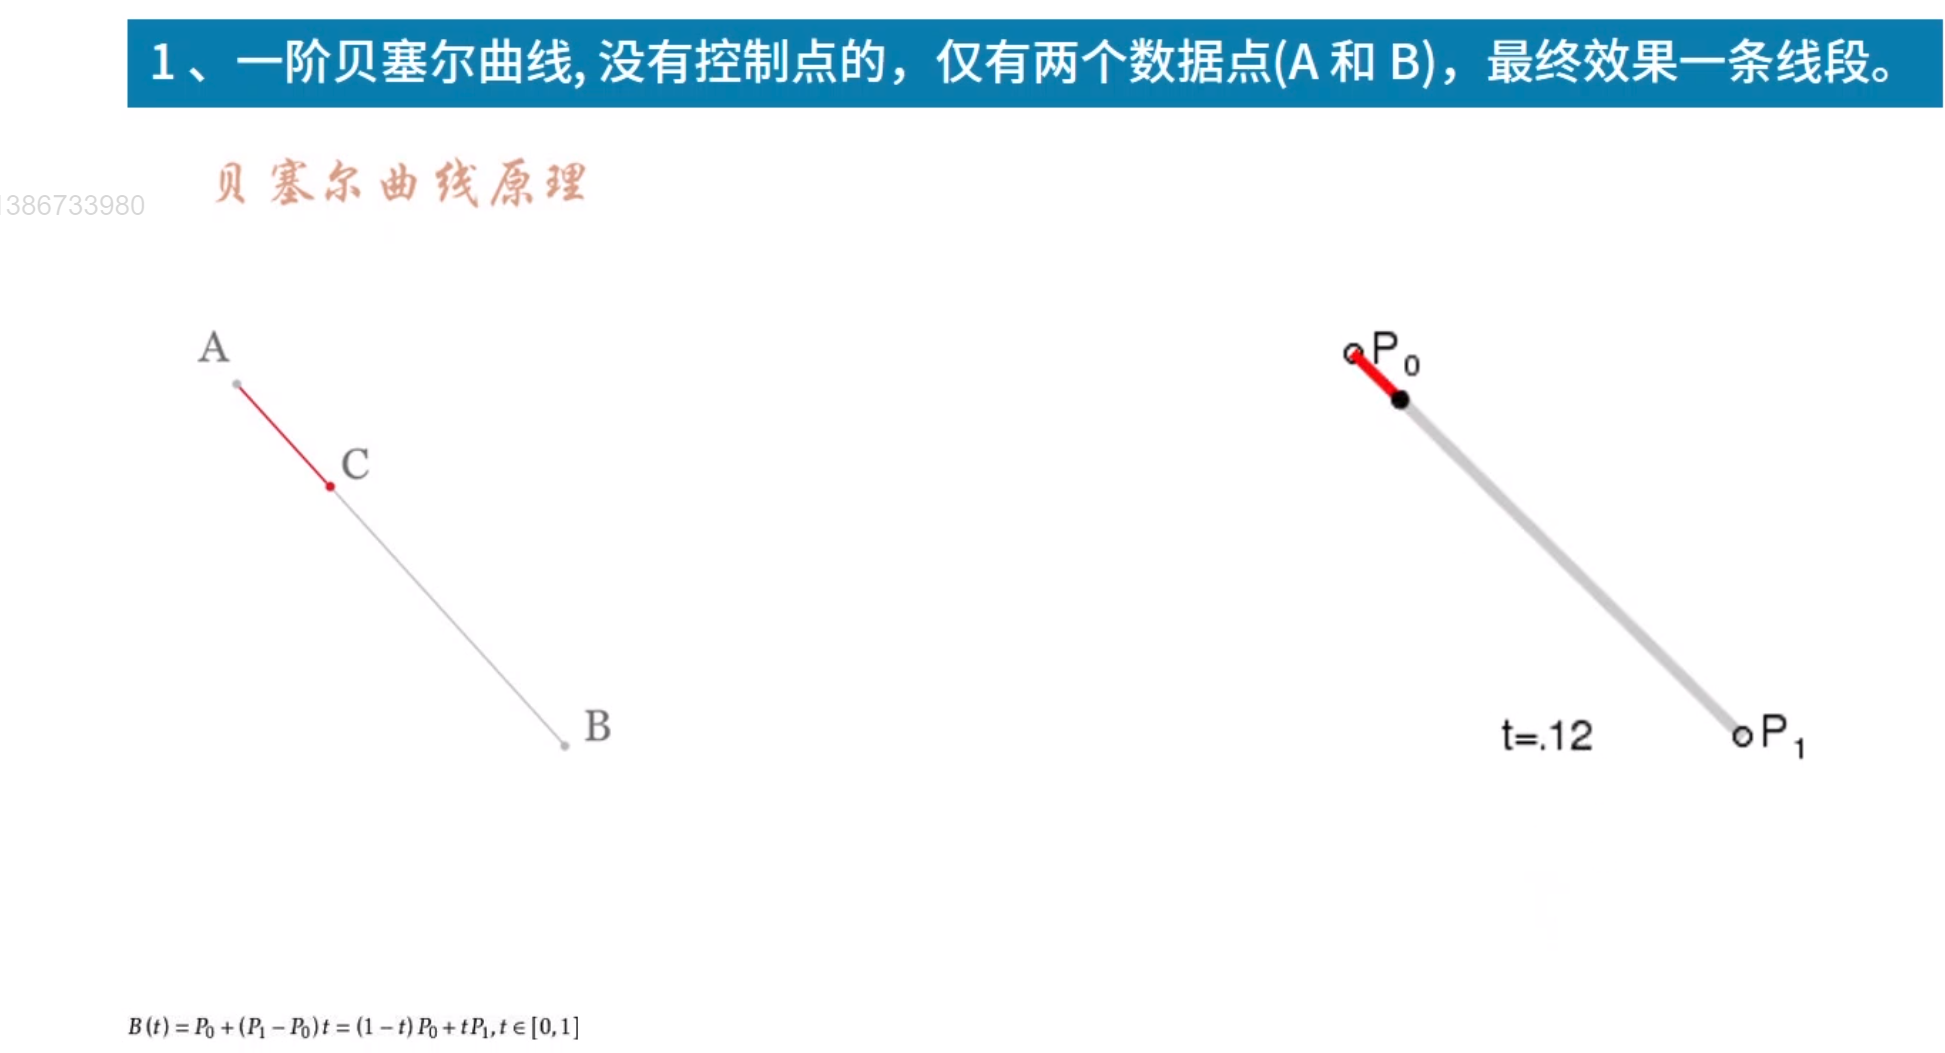 1、一阶贝塞尔曲线, 没有控制点的，仅有两个数据点(A 和 B)，最终效果一条线段。
贝塞尔曲线原理
1386733980
A
P0
C
B
t=.12
P1
B(t) = P0 + (P1 − P0)t = (1 − t)P0 + tP1, t ∈ [0,1]